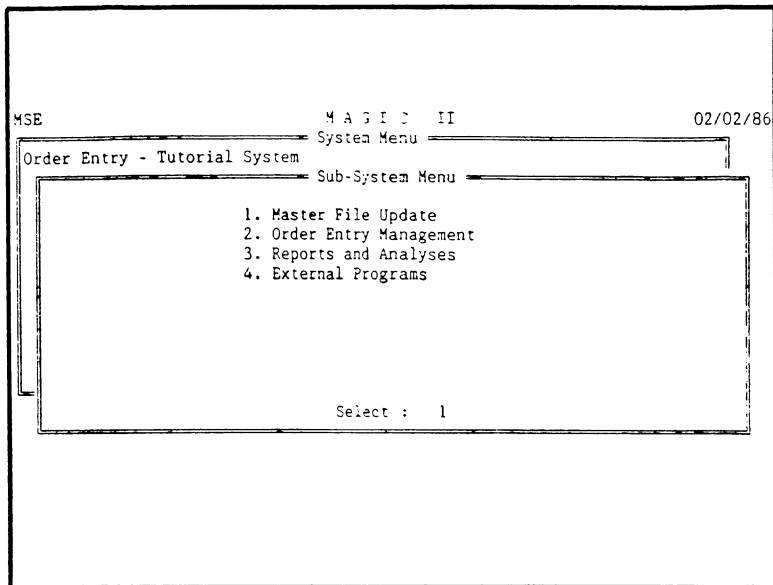 MSE MAGIC II 02/02/86
System Menu
Order Entry - Tutorial System
Sub-System Menu
1. Master File Update
2. Order Entry Management
3. Reports and Analyses
4. External Programs
Select : 1